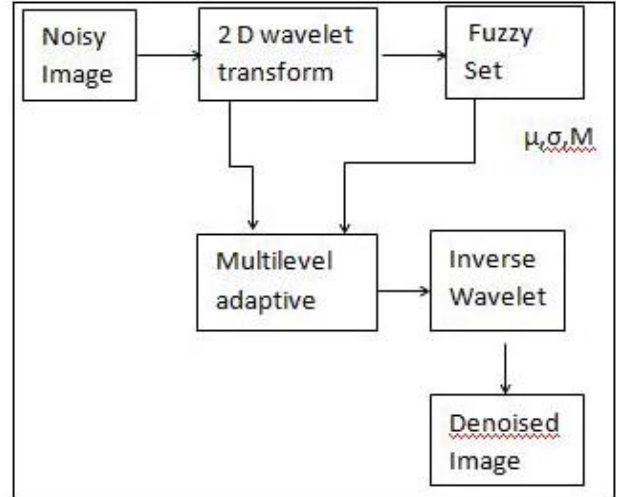 Noisy
Image
2 D wavelet
transform
Fuzzy
Set
μ,σ,M
Multilevel
adaptive
Inverse
Wavelet
Denoised
Image